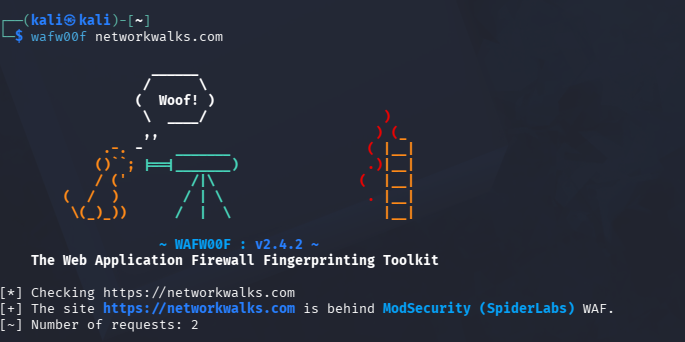 ┌──(kali㉿kali)-[~]
└─$ wafw00f networkwalks.com
Woof!
~ WAFW00F : v2.4.2 ~
The Web Application Firewall Fingerprinting Toolkit
[*] Checking https://networkwalks.com
[+] The site https://networkwalks.com is behind ModSecurity (SpiderLabs) WAF.
[~] Number of requests: 2